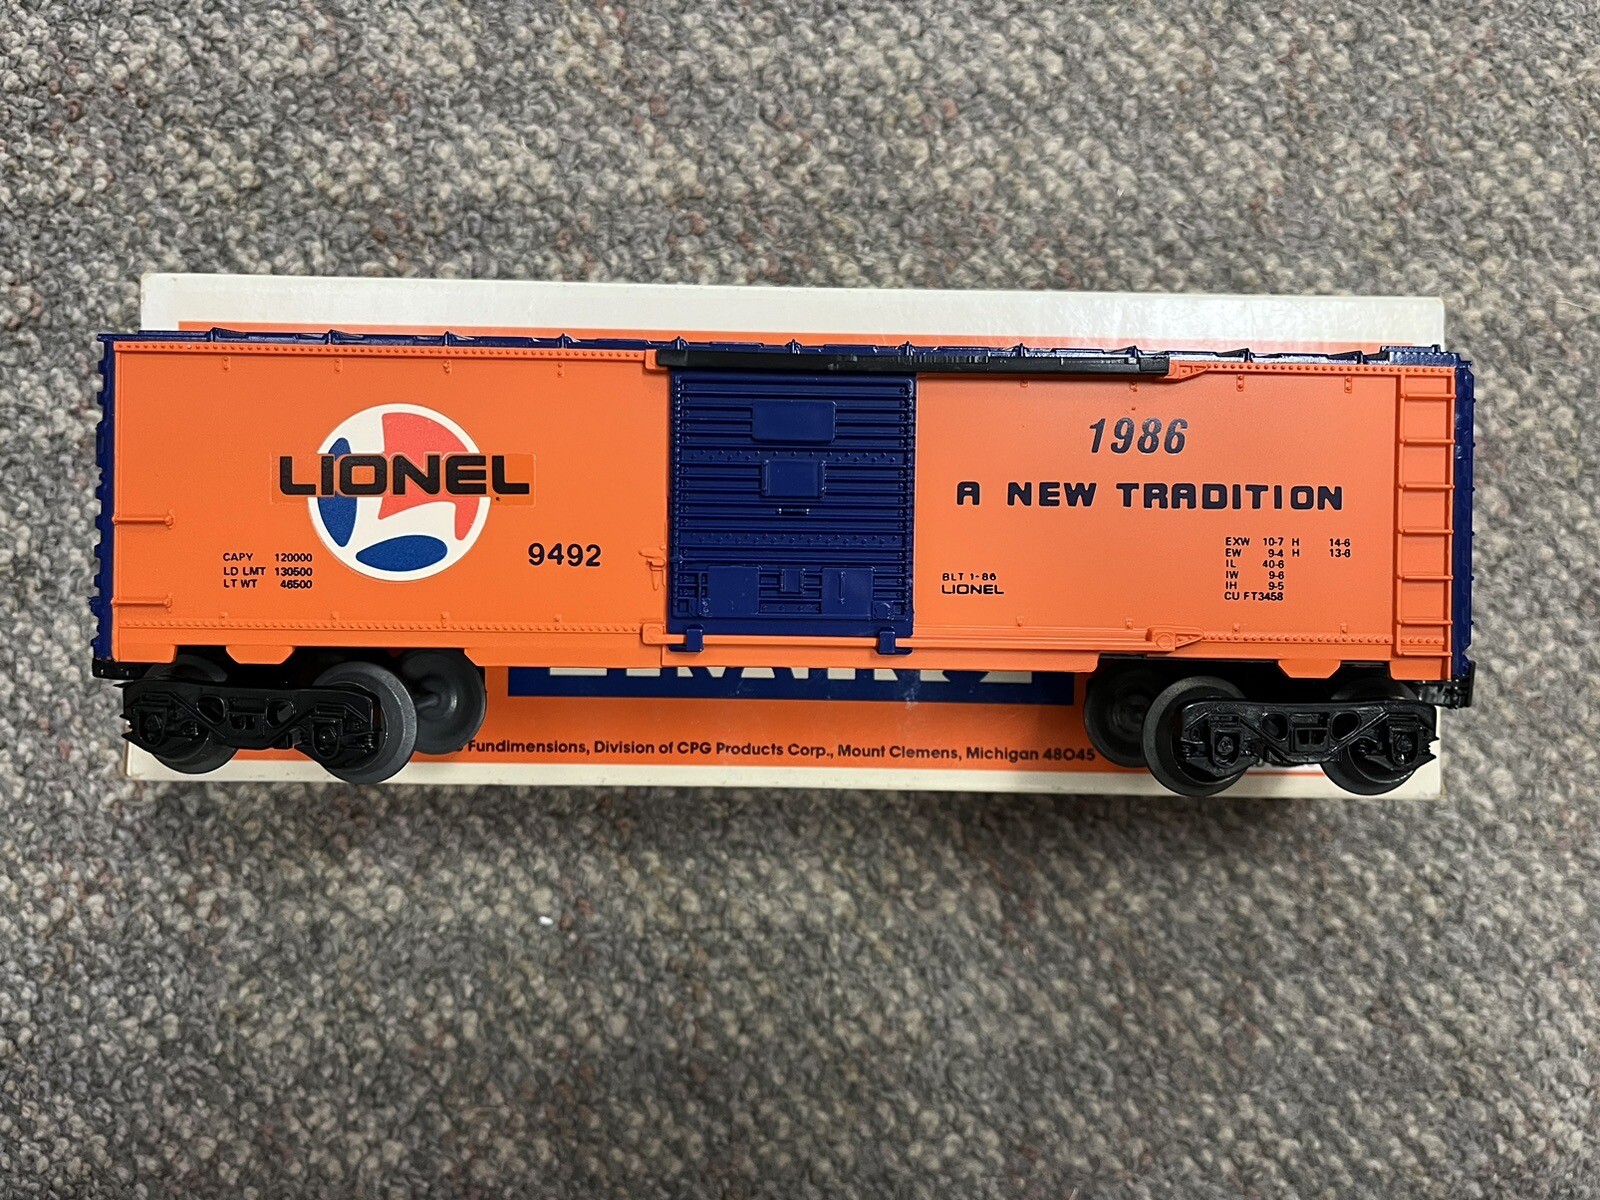 LIONEL
CAPY 120000
LD LMT 130500
LT WT 46500
9492
1986
A NEW TRADITION
BLT 1-86
LIONEL
EXW 10-7 H 14-6
EW 9-4 H 13-6
IL 40-6
IW 9-6
IH 9-5
CU FT 3458
Fundimensions, Division of CPG Products Corp., Mount Clemens, Michigan 48045